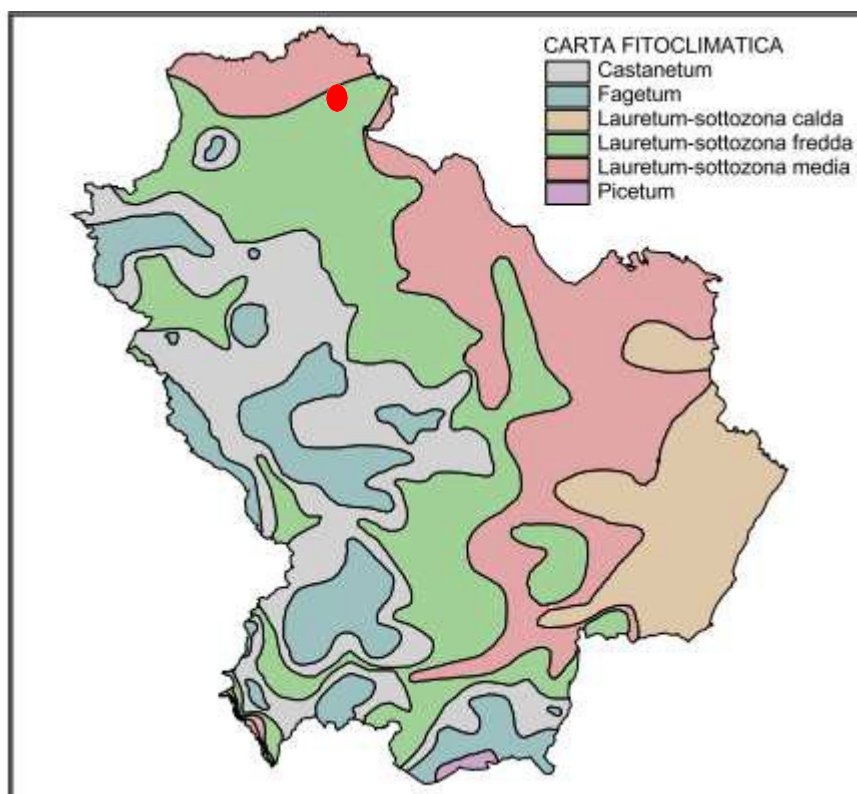 CARTA FITOCLIMATICA
Castanetum
Fagetum
Lauretum-sottozona calda
Lauretum-sottozona fredda
Lauretum-sottozona media
Picetum